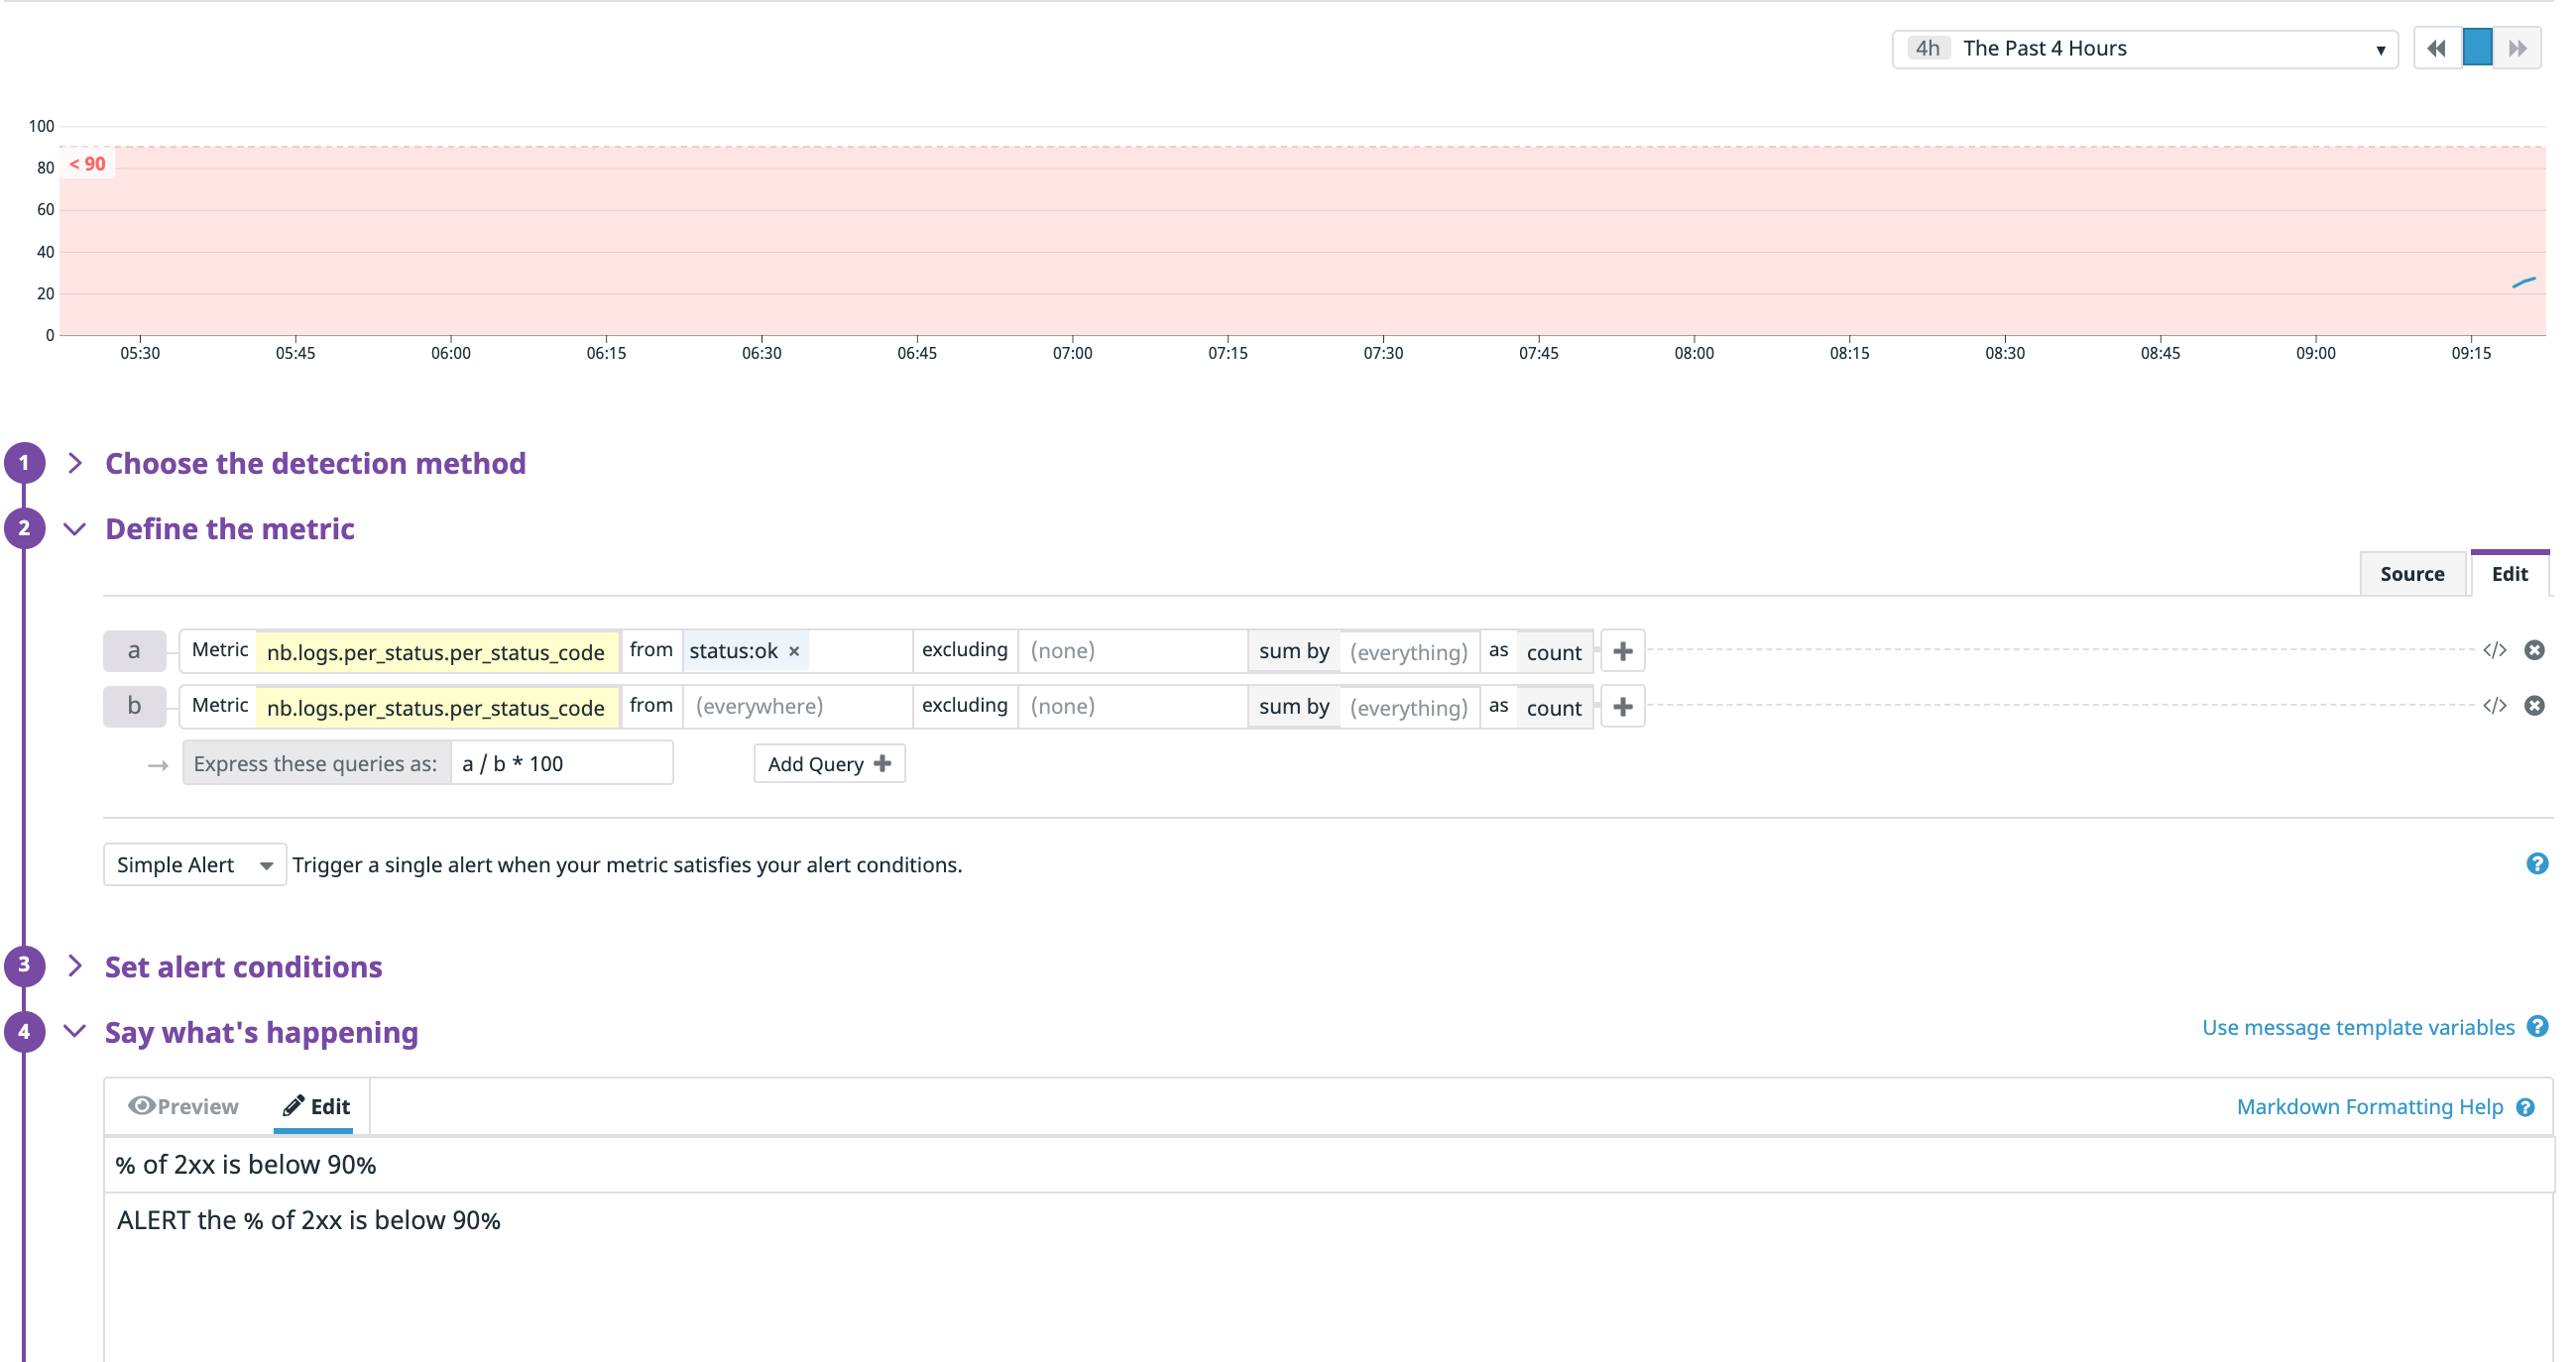 4h The Past 4 Hours
100
< 90
80
60
40
20
0
05:30 05:45 06:00 06:15 06:30 06:45 07:00 07:15 07:30 07:45 08:00 08:15 08:30 08:45 09:00 09:15
1 Choose the detection method
2 Define the metric
Source Edit
a Metric nb.logs.per_status.per_status_code from status:ok × excluding (none) sum by (everything) as count + </>
b Metric nb.logs.per_status.per_status_code from (everywhere) excluding (none) sum by (everything) as count + </>
→ Express these queries as: a / b * 100 Add Query +
Simple Alert Trigger a single alert when your metric satisfies your alert conditions. ?
3 Set alert conditions
4 Say what's happening Use message template variables ?
Preview Edit Markdown Formatting Help ?
% of 2xx is below 90%
ALERT the % of 2xx is below 90%